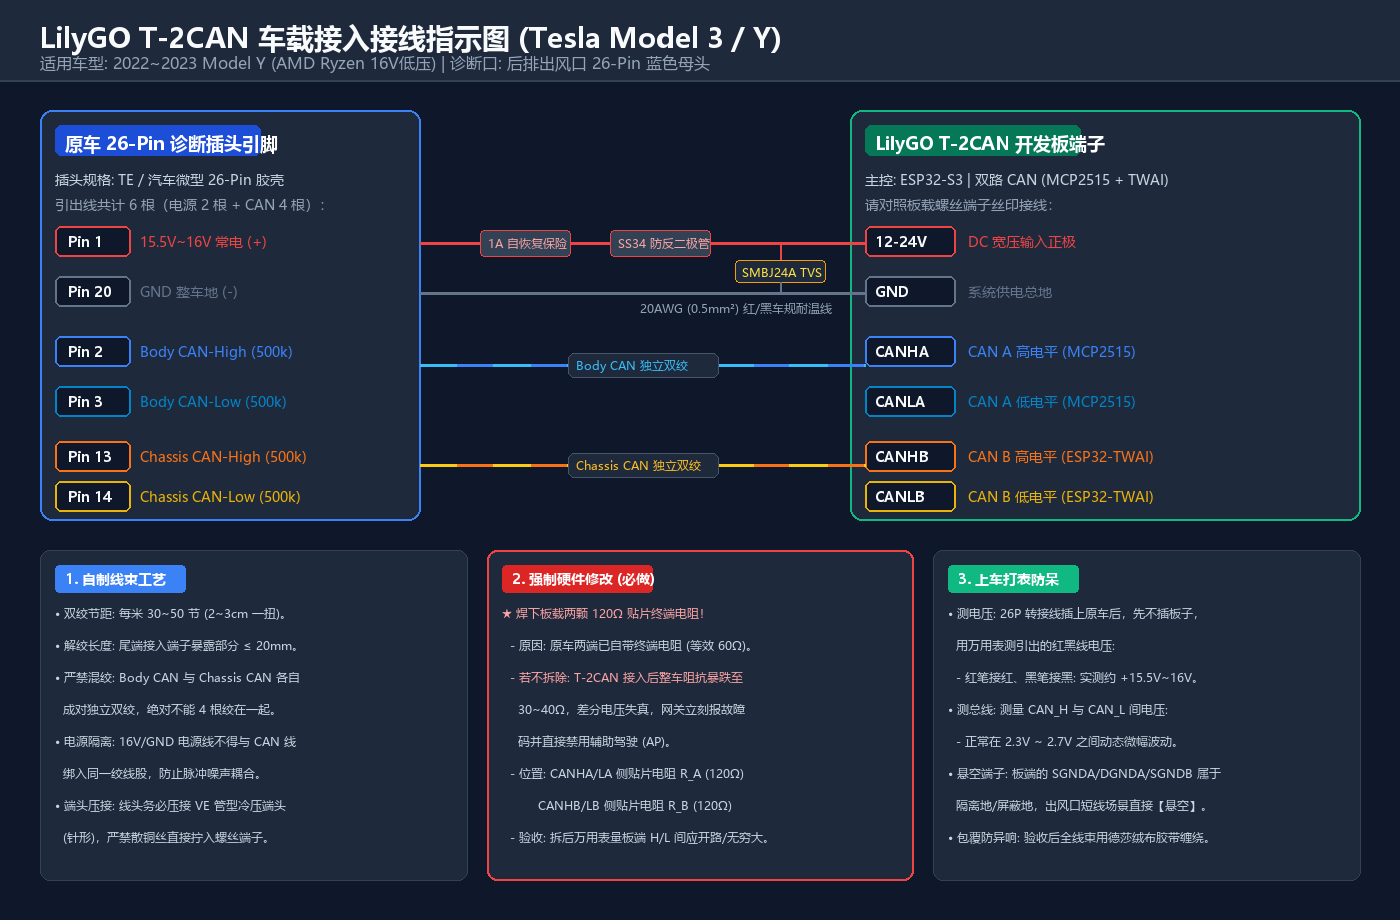 LilyGO T-2CAN 车载接入接线指示图 (Tesla Model 3 / Y)
适用车型: 2022~2023 Model Y (AMD Ryzen 16V低压) | 诊断口: 后排出风口 26-Pin 蓝色母头
原车 26-Pin 诊断插头引脚
插头规格: TE / 汽车微型 26-Pin 胶壳
引出线共计 6 根（电源 2 根 + CAN 4 根）:
Pin 1 15.5V~16V 常电 (+)
Pin 20 GND 整车地 (-)
Pin 2 Body CAN-High (500k)
Pin 3 Body CAN-Low (500k)
Pin 13 Chassis CAN-High (500k)
Pin 14 Chassis CAN-Low (500k)
1A 自恢复保险
SS34 防反二极管
SMBJ24A TVS
20AWG (0.5mm²) 红/黑车规耐温线
Body CAN 独立双绞
Chassis CAN 独立双绞
LilyGO T-2CAN 开发板端子
主控: ESP32-S3 | 双路 CAN (MCP2515 + TWAI)
请对照板载螺丝端子丝印接线:
12-24V DC 宽压输入正极
GND 系统供电总地
CANHA CAN A 高电平 (MCP2515)
CANLA CAN A 低电平 (MCP2515)
CANHB CAN B 高电平 (ESP32-TWAI)
CANLB CAN B 低电平 (ESP32-TWAI)
1. 自制线束工艺
• 双绞节距: 每米 30~50 节 (2~3cm 一扭)。
• 解绞长度: 尾端接入端子暴露部分 ≤ 20mm。
• 严禁混绞: Body CAN 与 Chassis CAN 各自
成对独立双绞，绝对不能 4 根绞在一起。
• 电源隔离: 16V/GND 电源线不得与 CAN 线
绑入同一绞线股，防止脉冲噪声耦合。
• 端头压接: 线头务必压接 VE 管型冷压端头
(针形)，严禁散铜丝直接拧入螺丝端子。
2. 强制硬件修改 (必做)
★ 焊下板载两颗 120Ω 贴片终端电阻！
- 原因: 原车两端已自带终端电阻 (等效 60Ω)。
- 若不拆除: T-2CAN 接入后整车阻抗暴跌至
30~40Ω，差分电压失真，网关立刻报故障
码并直接禁用辅助驾驶 (AP)。
- 位置: CANHA/LA 侧贴片电阻 R_A (120Ω)
CANHB/LB 侧贴片电阻 R_B (120Ω)
- 验收: 拆后万用表量板端 H/L 间应开路/无穷大。
3. 上车打表防呆
• 测电压: 26P 转接线插上原车后，先不插板子，
用万用表测引出的红黑线电压:
- 红笔接红、黑笔接黑: 实测约 +15.5V~16V。
• 测总线: 测量 CAN_H 与 CAN_L 间电压:
- 正常在 2.3V ~ 2.7V 之间动态微幅波动。
• 悬空端子: 板端的 SGNDA/DGNDA/SGNDB 属于
隔离地/屏蔽地，出风口短线场景直接【悬空】。
• 包覆防异响: 验收后全线束用德莎绒布胶带缠绕。